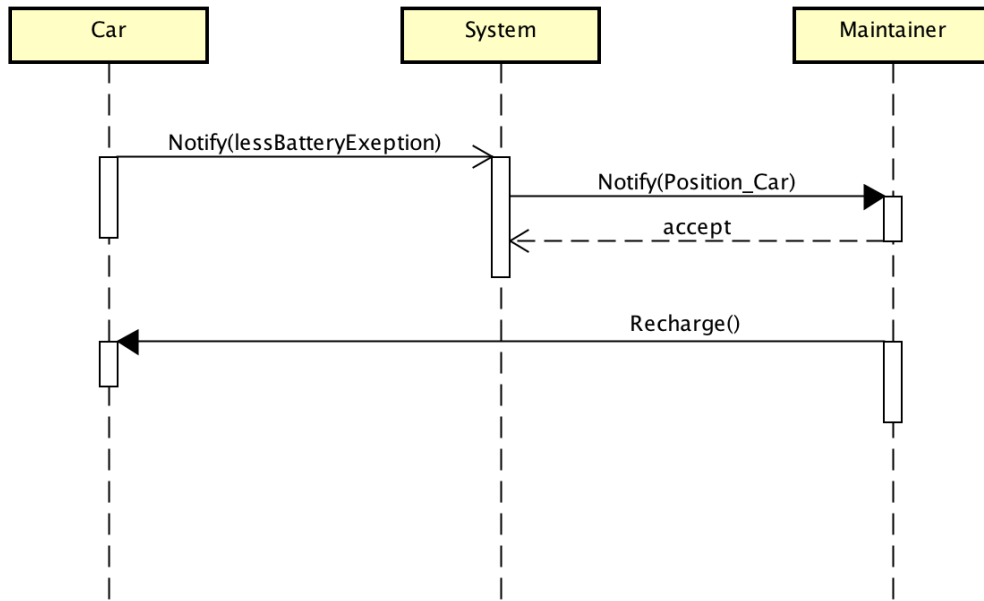 Car
System
Maintainer
Notify(lessBatteryExeption)
Notify(Position_Car)
accept
Recharge()